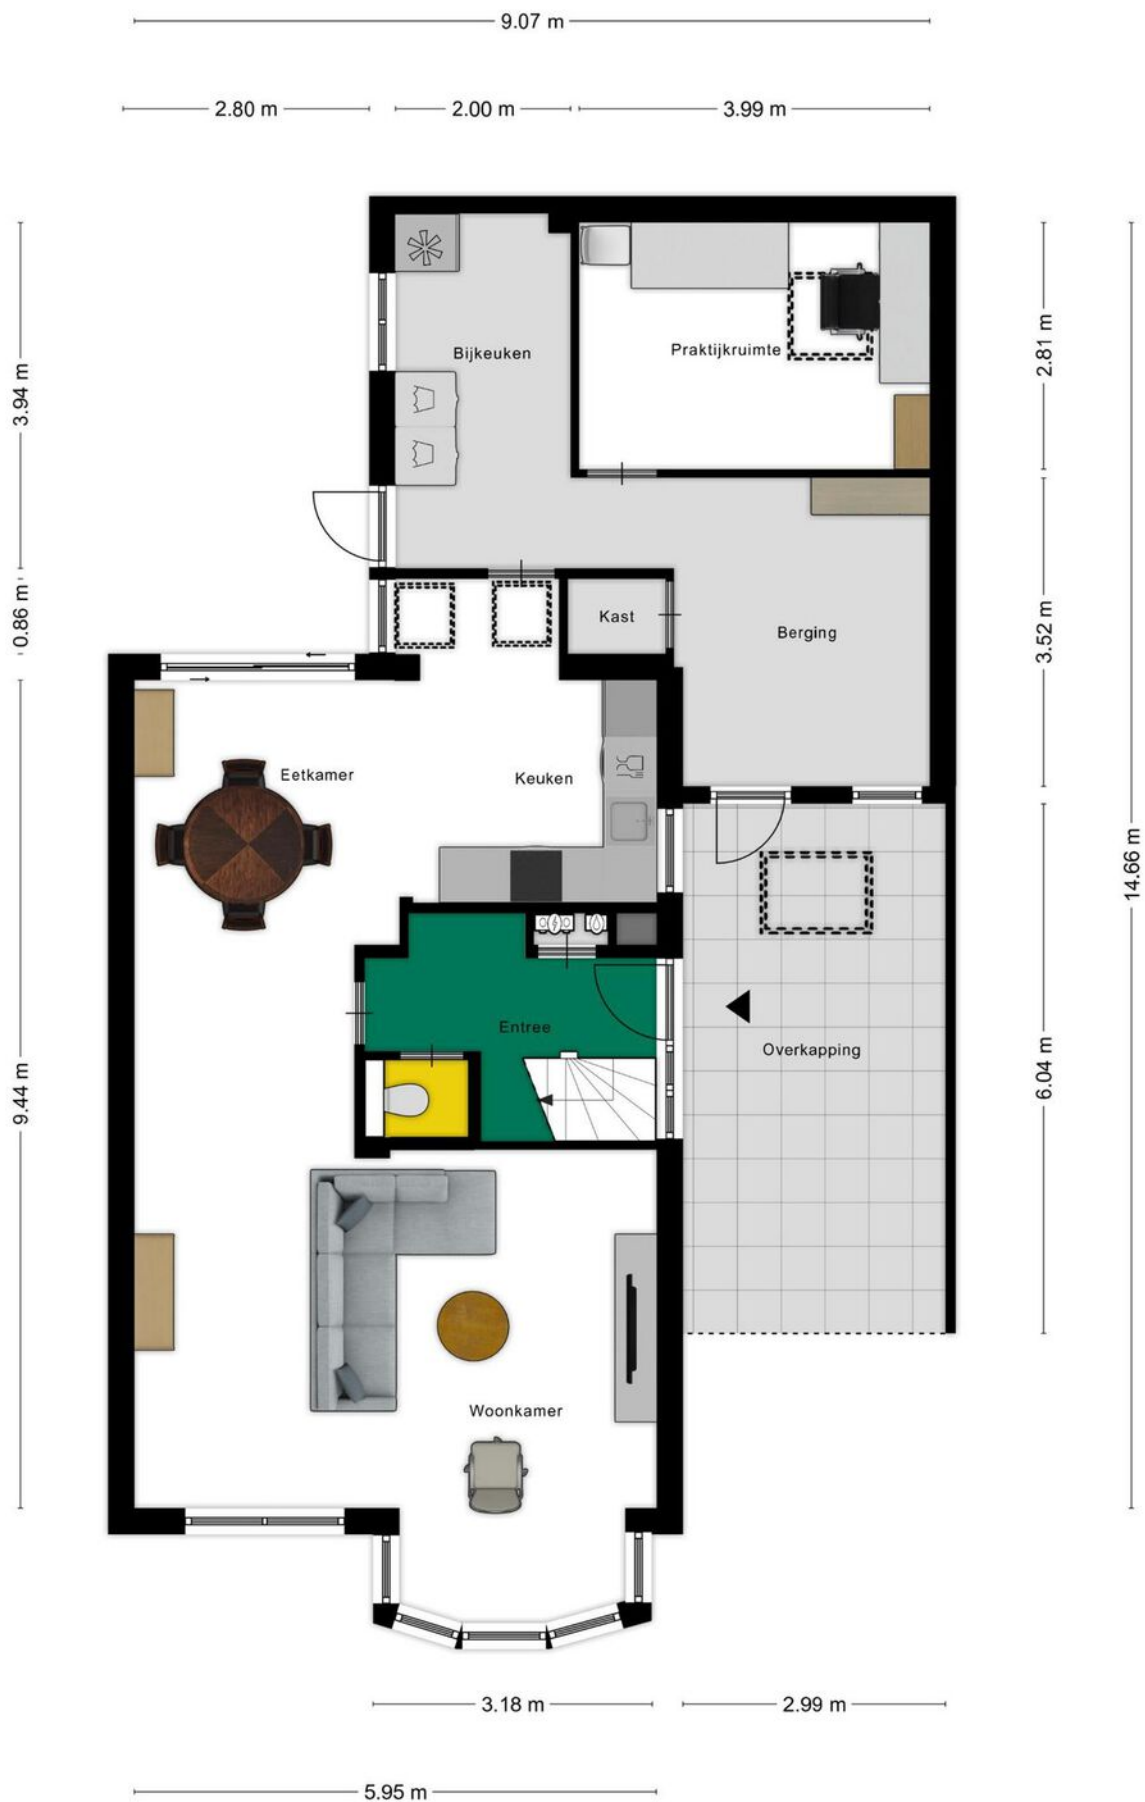 9.07 m
2.80 m
2.00 m
3.99 m
3.94 m
0.86 m
9.44 m
2.81 m
3.52 m
6.04 m
14.66 m
Bijkeuken
Praktijkruimte
Kast
Berging
Eetkamer
Keuken
Entree
Overkapping
Woonkamer
3.18 m
2.99 m
5.95 m